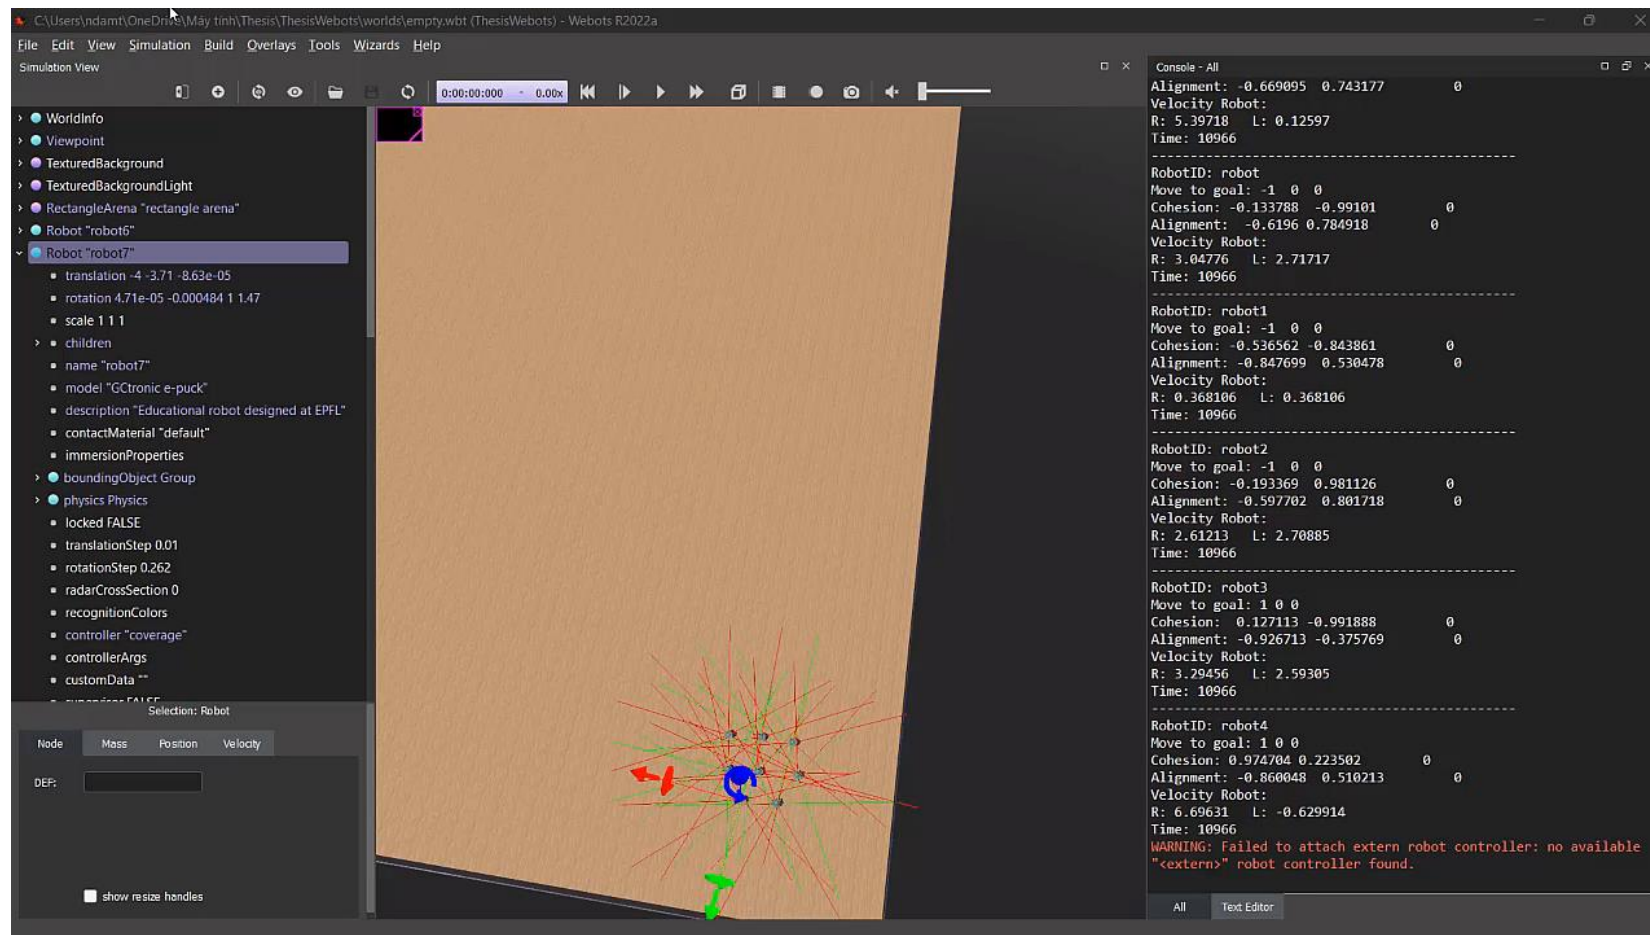 C:\Users\ndamt\OneDrive\Máy tính\Thesis\ThesisWebots\worlds\empty.wbt (ThesisWebots) - Webots R2022a
File Edit View Simulation Build Overlays Tools Wizards Help
Simulation View
0:00:00:000 - 0.00x
WorldInfo
Viewpoint
TexturedBackground
TexturedBackgroundLight
RectangleArena "rectangle arena"
Robot "robot6"
Robot "robot7"
translation -4 -3.71 -8.63e-05
rotation 4.71e-05 -0.000484 1 1.47
scale 1 1 1
children
name "robot7"
model "GCtronic e-puck"
description "Educational robot designed at EPFL"
contactMaterial "default"
immersionProperties
boundingObject Group
physics Physics
locked FALSE
translationStep 0.01
rotationStep 0.262
radarCrossSection 0
recognitionColors
controller "coverage"
controllerArgs
customData ""
supervisor FALSE
Selection: Robot
Node Mass Position Velocity
DEF:
show resize handles
Console - All
Alignment: -0.669095 0.743177 0
Velocity Robot:
R: 5.39718 L: 0.12597
Time: 10966
------------------------------------------------
RobotID: robot
Move to goal: -1 0 0
Cohesion: -0.133788 -0.99101 0
Alignment: -0.6196 0.784918 0
Velocity Robot:
R: 3.04776 L: 2.71717
Time: 10966
------------------------------------------------
RobotID: robot1
Move to goal: -1 0 0
Cohesion: -0.536562 -0.843861 0
Alignment: -0.847699 0.530478 0
Velocity Robot:
R: 0.368106 L: 0.368106
Time: 10966
------------------------------------------------
RobotID: robot2
Move to goal: -1 0 0
Cohesion: -0.193369 0.981126 0
Alignment: -0.597702 0.801718 0
Velocity Robot:
R: 2.61213 L: 2.70885
Time: 10966
------------------------------------------------
RobotID: robot3
Move to goal: 1 0 0
Cohesion: 0.127113 -0.991888 0
Alignment: -0.926713 -0.375769 0
Velocity Robot:
R: 3.29456 L: 2.59305
Time: 10966
------------------------------------------------
RobotID: robot4
Move to goal: 1 0 0
Cohesion: 0.974704 0.223502 0
Alignment: -0.860048 0.510213 0
Velocity Robot:
R: 6.69631 L: -0.629914
Time: 10966
WARNING: Failed to attach extern robot controller: no available
"<extern>" robot controller found.
All Text Editor